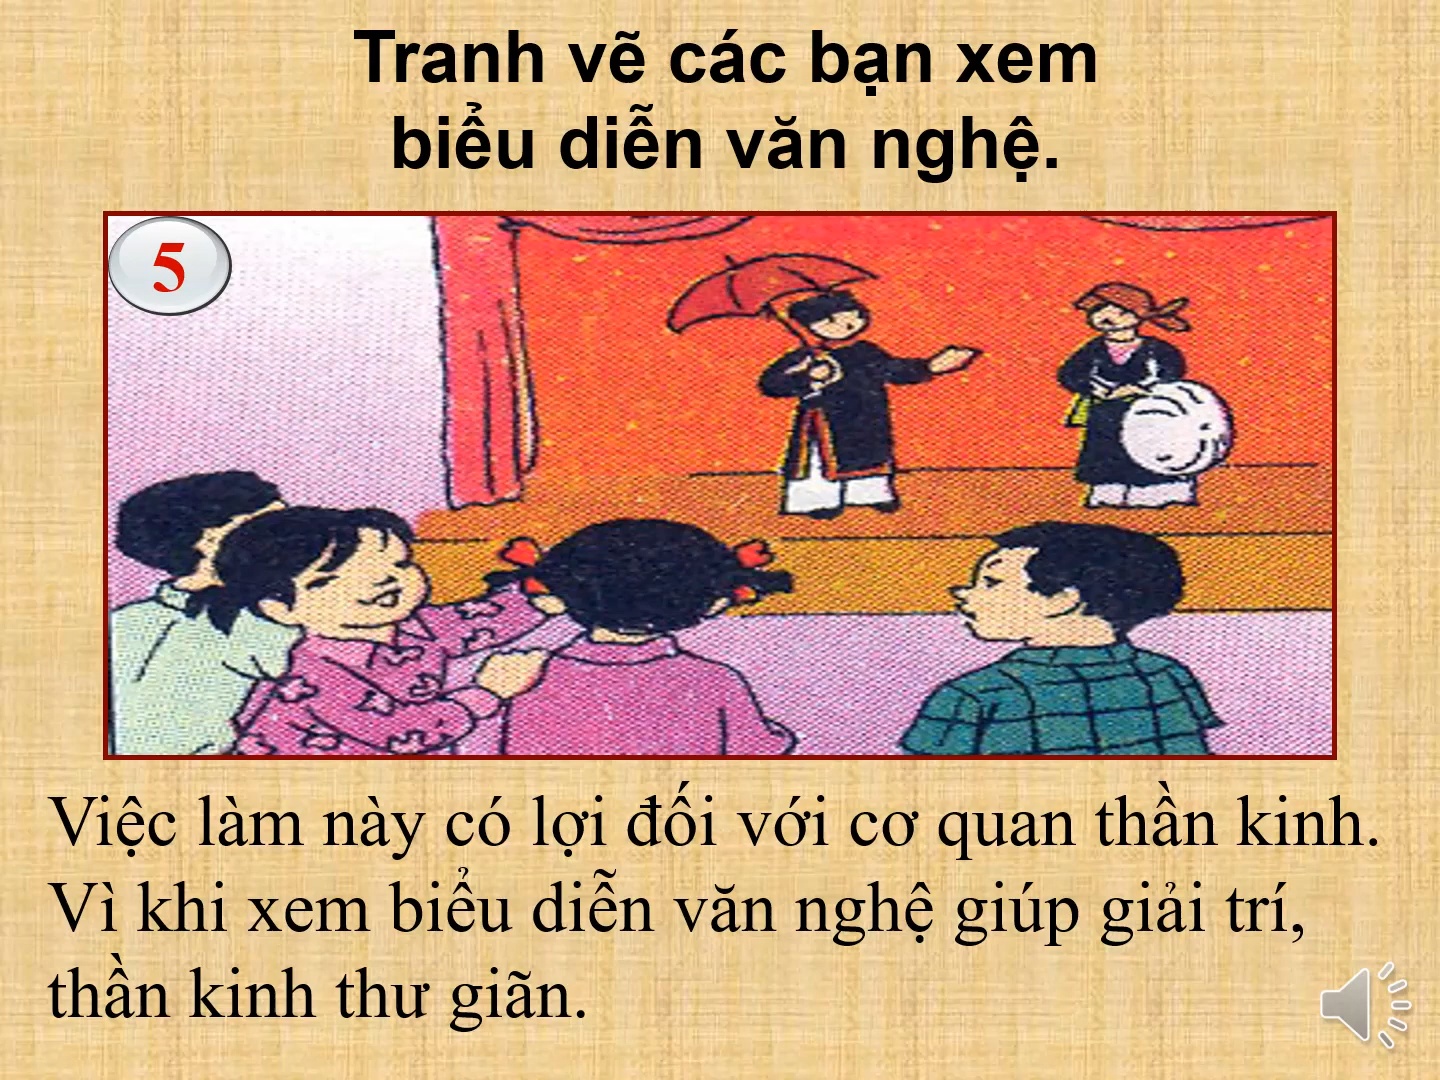 Tranh vẽ các bạn xem
biểu diễn văn nghệ.
5
Việc làm này có lợi đối với cơ quan thần kinh.
Vì khi xem biểu diễn văn nghệ giúp giải trí,
thần kinh thư giãn.